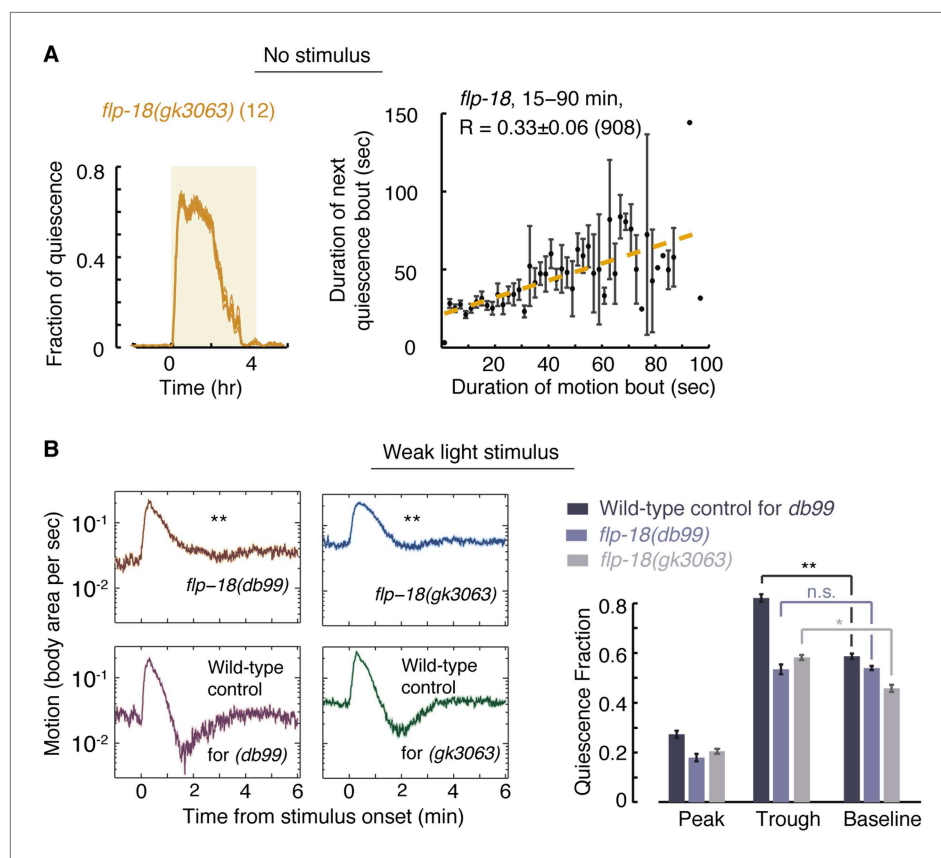 A
No stimulus
flp-18(gk3063) (12)
Fraction of quiescence
0.8
0.4
0
0
4
Time (hr)
flp-18, 15–90 min,
R = 0.33±0.06 (908)
Duration of next
quiescence bout (sec)
150
100
50
0
20
40
60
80
100
Duration of motion bout (sec)
B
Weak light stimulus
Motion (body area per sec)
10-1
10-2
**
flp–18(db99)
**
flp–18(gk3063)
10-1
10-2
Wild-type
control
for (db99)
Wild-type
control
for (gk3063)
0
2
4
6
0
2
4
6
Time from stimulus onset (min)
Wild-type control for db99
flp-18(db99)
flp-18(gk3063)
**
n.s.
*
Quiescence Fraction
0.8
0.6
0.4
0.2
0
Peak
Trough
Baseline